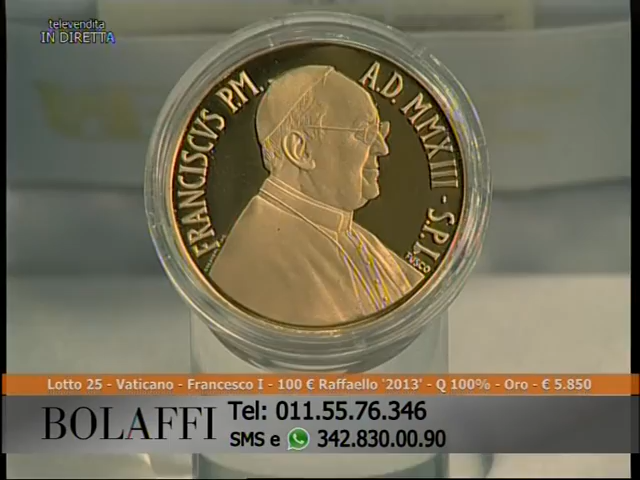 televendita
IN DIRETTA
FRANCISCVS P.M. A.D. MMXIII - S.P.I.
FVSCO
Lotto 25 - Vaticano - Francesco I - 100 € Raffaello '2013' - Q 100% - Oro - € 5.850
BOLAFFI
Tel: 011.55.76.346
SMS e 342.830.00.90